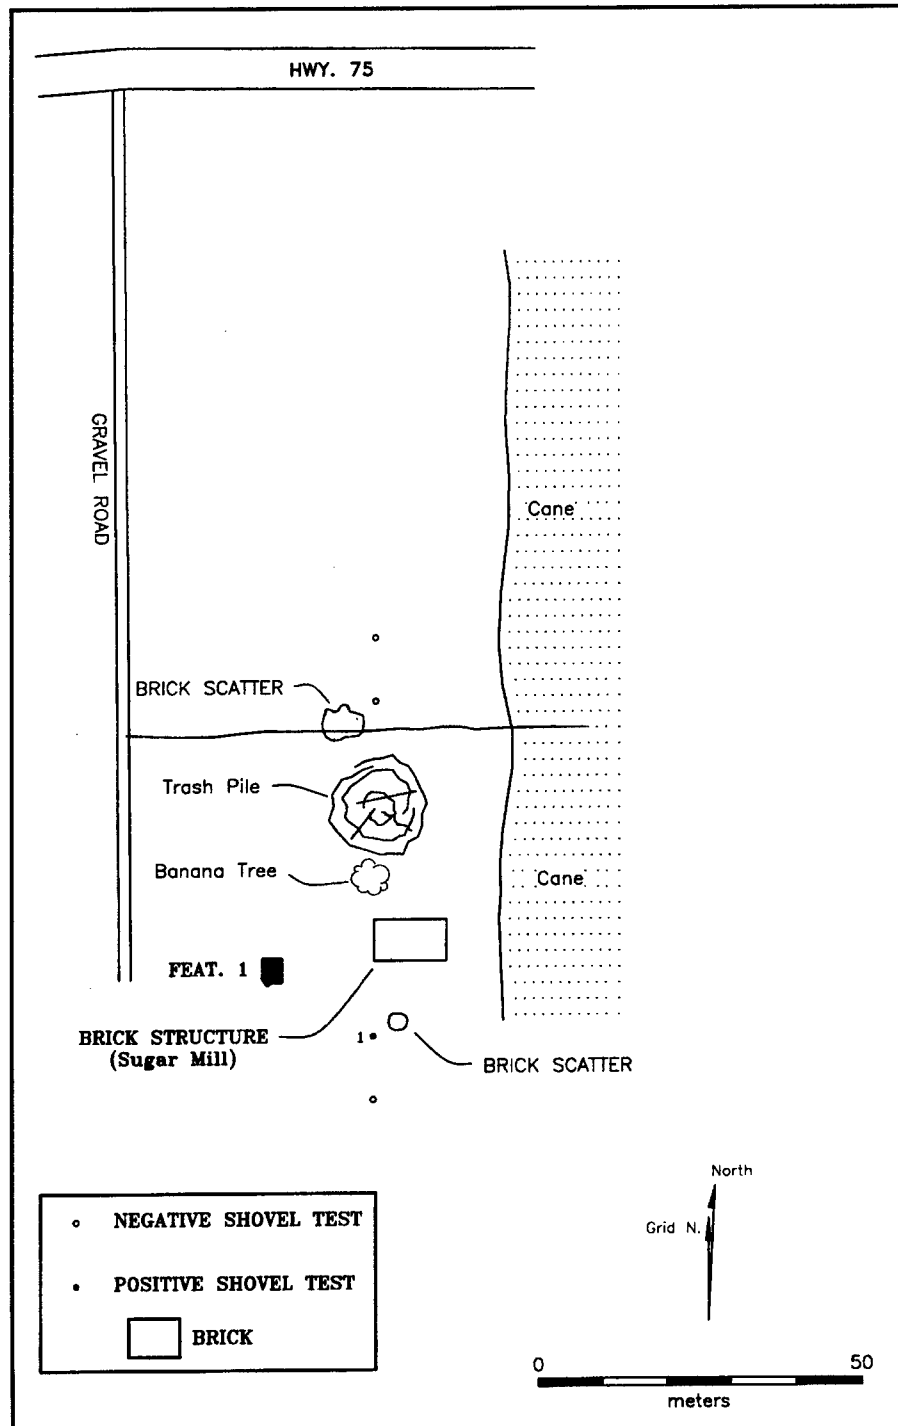 HWY. 75
GRAVEL ROAD
Cane
BRICK SCATTER
Trash Pile
Banana Tree
Cane
FEAT. 1
BRICK STRUCTURE
(Sugar Mill)
1
BRICK SCATTER
North
Grid N.
NEGATIVE SHOVEL TEST
POSITIVE SHOVEL TEST
BRICK
0 50
meters